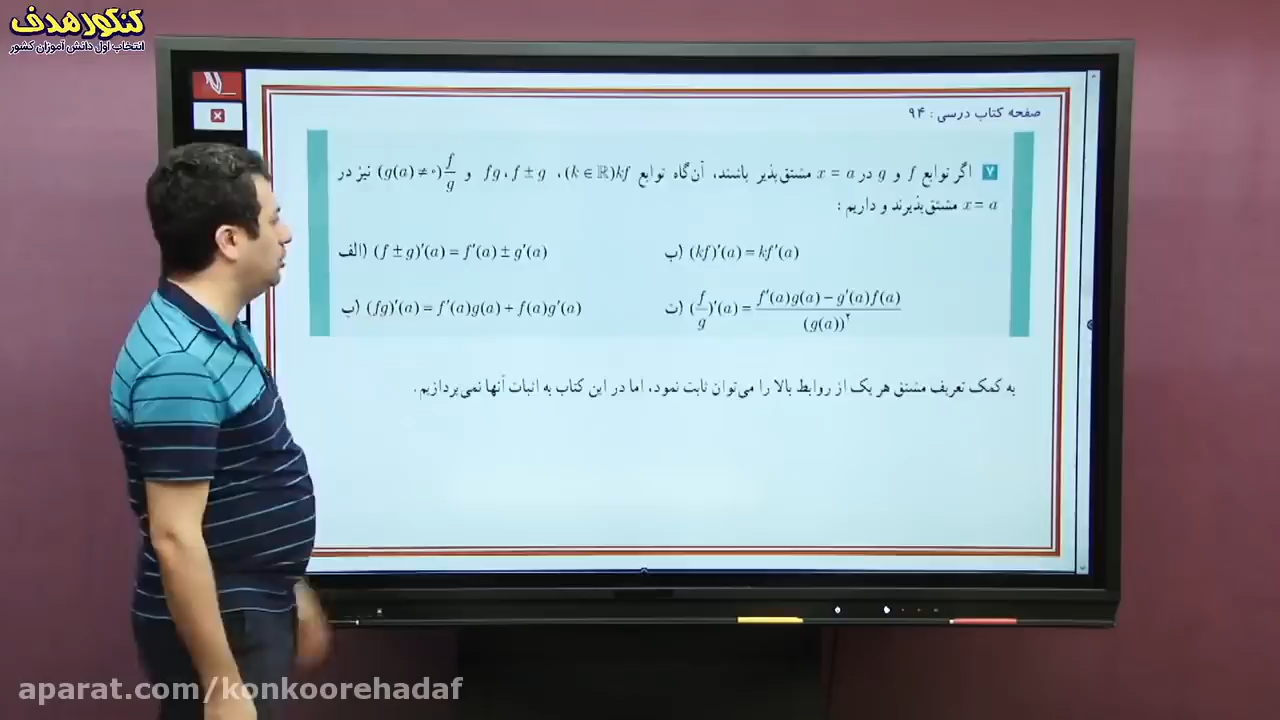 کنکور هدف
انتخاب اول دانش آموزان کشور
صفحه کتاب درسی : ۹۴
۷ اگر توابع f و g در x = a مشتق‌پذیر باشند، آن‌گاه توابع kf (k ∈ ℝ)، f ± g، fg و f/g (g(a) ≠ ۰) نیز در
x = a مشتق‌پذیرند و داریم :
الف) (f ± g)′(a) = f′(a) ± g′(a)
ب) (kf)′(a) = kf′(a)
پ) (fg)′(a) = f′(a)g(a) + f(a)g′(a)
ت) (f/g)′(a) = (f′(a)g(a) − g′(a)f(a))/(g(a))^۲
به کمک تعریف مشتق هر یک از روابط بالا را می‌توان ثابت نمود، اما در این کتاب به اثبات آنها نمی‌پردازیم.
aparat.com/konkoorehadaf